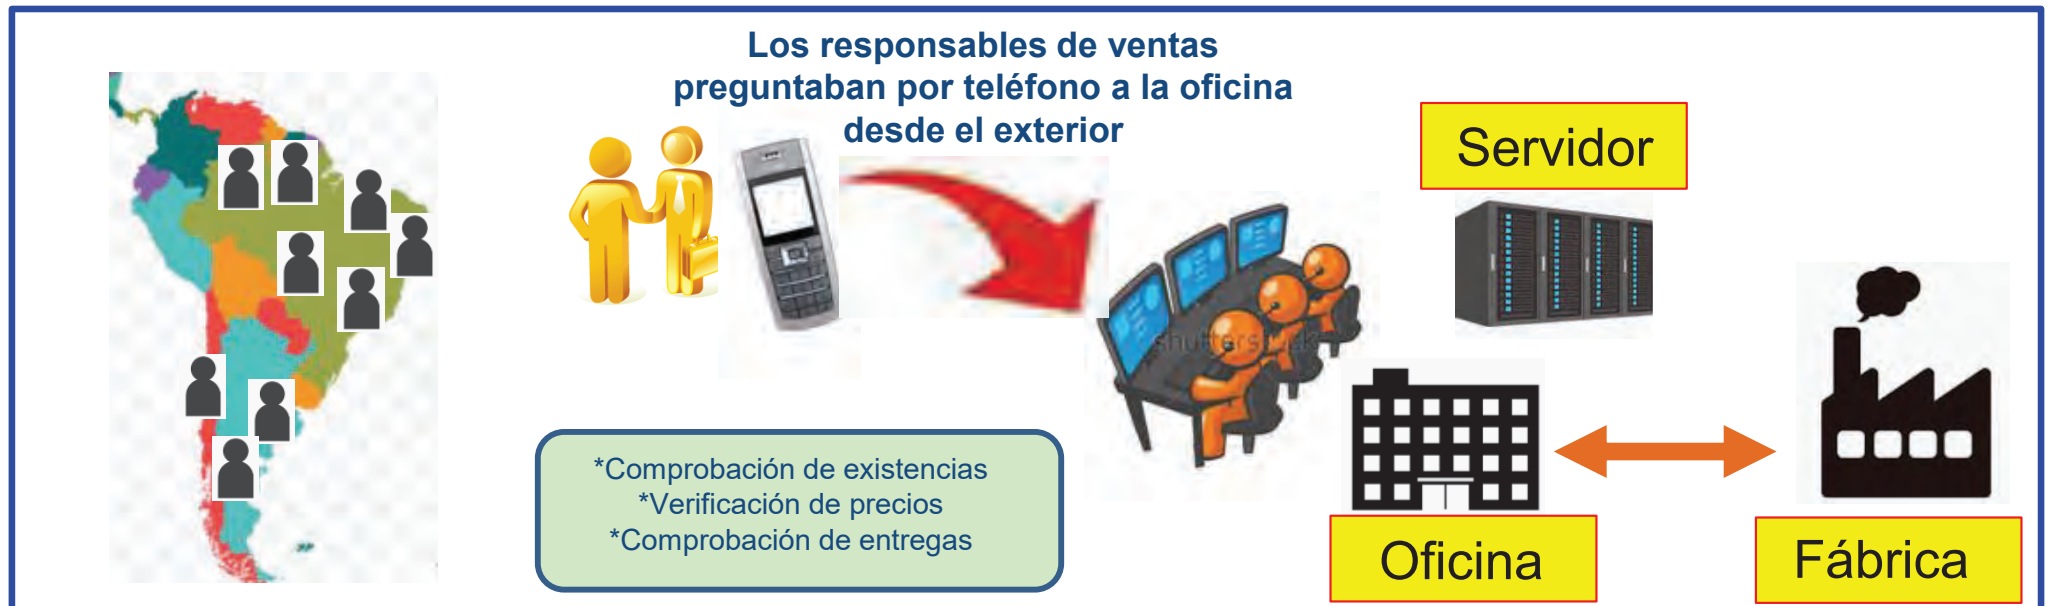 Los responsables de ventas
preguntaban por teléfono a la oficina
desde el exterior
Servidor
shutterstock
*Comprobación de existencias
*Verificación de precios
*Comprobación de entregas
Oficina
Fábrica